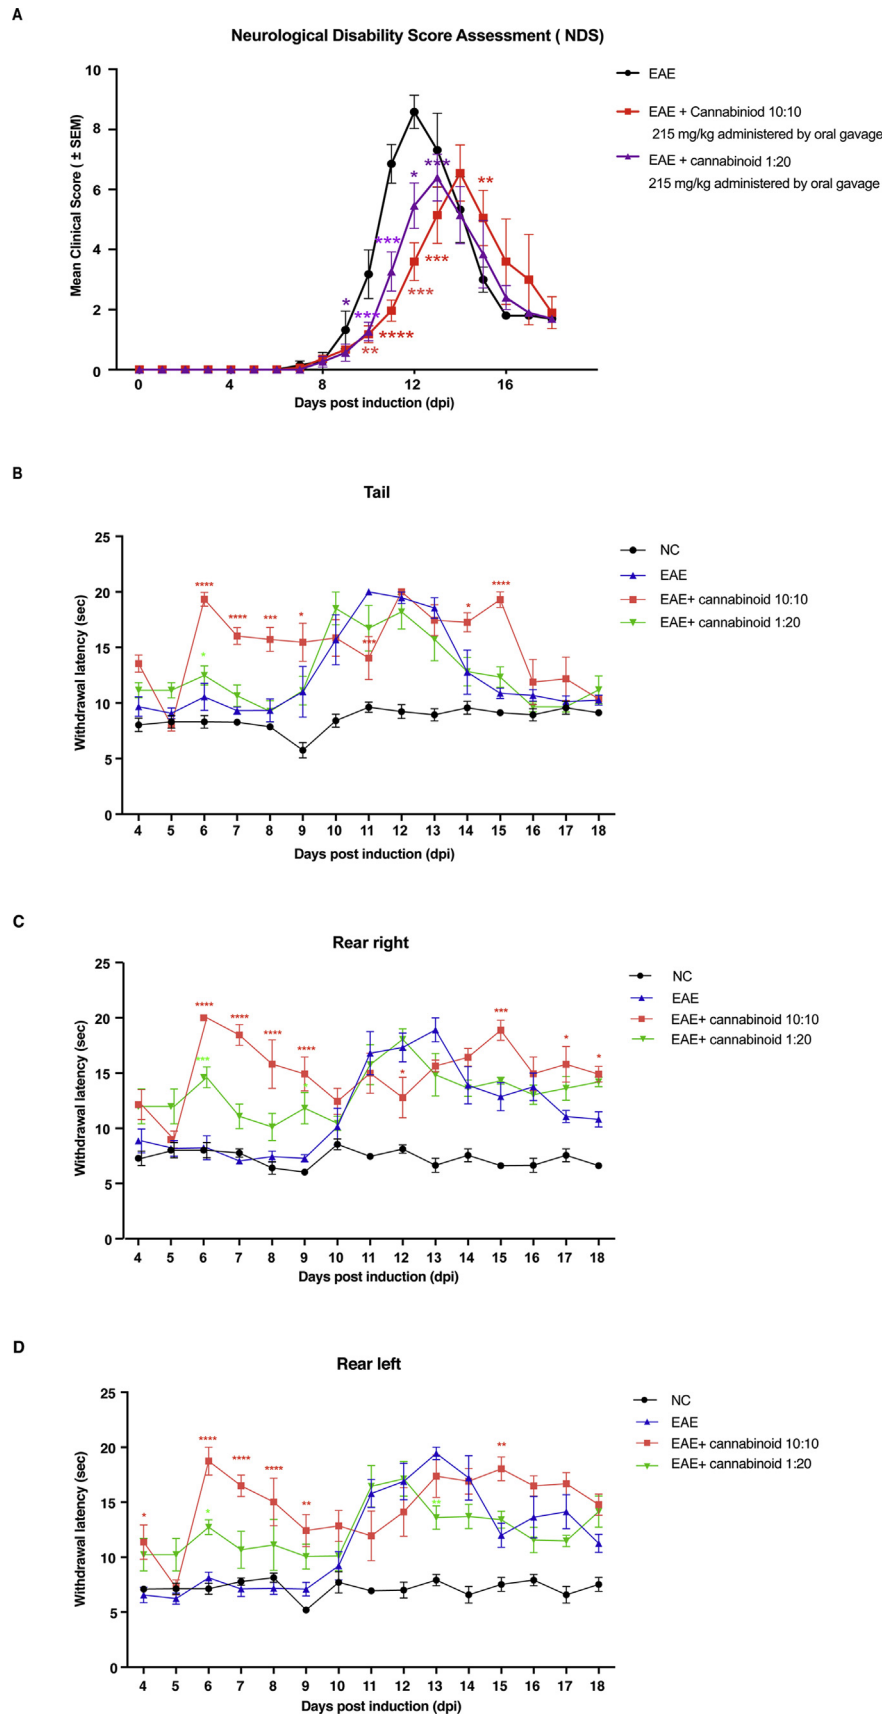 A
Neurological Disability Score Assessment ( NDS)
Mean Clinical Score ( ± SEM)
10
8
6
4
2
0
0 4 8 12 16
Days post induction (dpi)
* *** ** *** **** * *** *** *** **
EAE
EAE + Cannabiniod 10:10
215 mg/kg administered by oral gavage
EAE + cannabinoid 1:20
215 mg/kg administered by oral gavage
B
Tail
Withdrawal latency (sec)
25
20
15
10
5
0
4 5 6 7 8 9 10 11 12 13 14 15 16 17 18
Days post induction (dpi)
**** * **** *** * *** * ****
NC
EAE
EAE+ cannabinoid 10:10
EAE+ cannabinoid 1:20
C
Rear right
Withdrawal latency (sec)
25
20
15
10
5
0
4 5 6 7 8 9 10 11 12 13 14 15 16 17 18
Days post induction (dpi)
**** *** **** **** **** * *** * *
NC
EAE
EAE+ cannabinoid 10:10
EAE+ cannabinoid 1:20
D
Rear left
Withdrawal latency (sec)
25
20
15
10
5
0
4 5 6 7 8 9 10 11 12 13 14 15 16 17 18
Days post induction (dpi)
* **** * **** **** ** ** **
NC
EAE
EAE+ cannabinoid 10:10
EAE+ cannabinoid 1:20